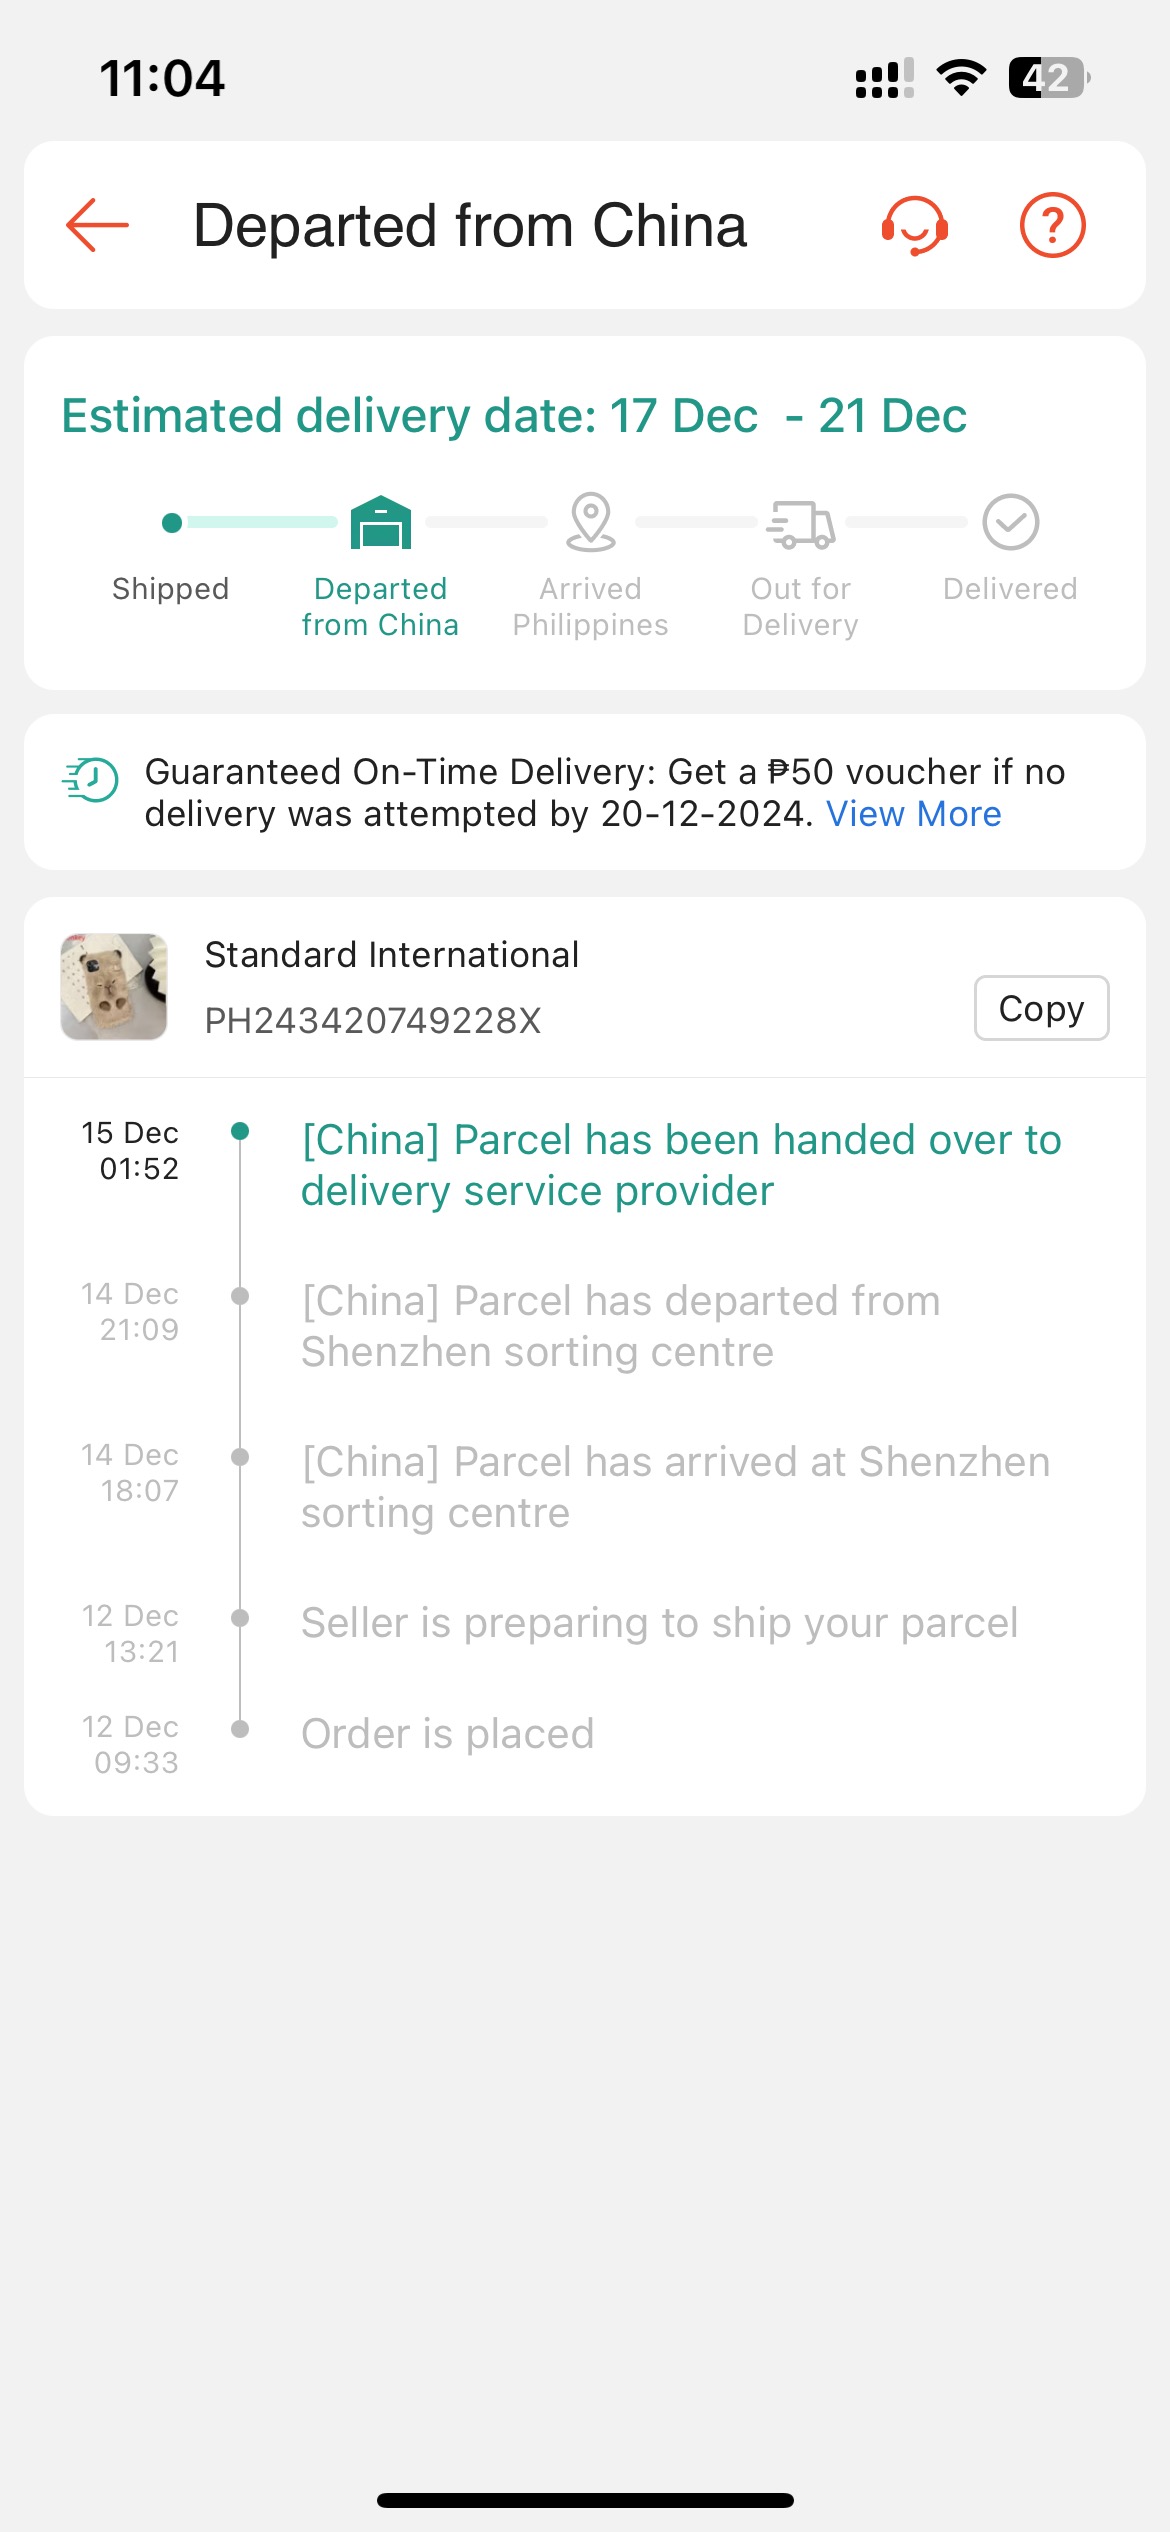 11:04
42
Departed from China
?
Estimated delivery date: 17 Dec - 21 Dec
Shipped
Departed
from China
Arrived
Philippines
Out for
Delivery
Delivered
Guaranteed On-Time Delivery: Get a ₱50 voucher if no
delivery was attempted by 20-12-2024. View More
Standard International
PH243420749228X
Copy
15 Dec
01:52
[China] Parcel has been handed over to
delivery service provider
14 Dec
21:09
[China] Parcel has departed from
Shenzhen sorting centre
14 Dec
18:07
[China] Parcel has arrived at Shenzhen
sorting centre
12 Dec
13:21
Seller is preparing to ship your parcel
12 Dec
09:33
Order is placed